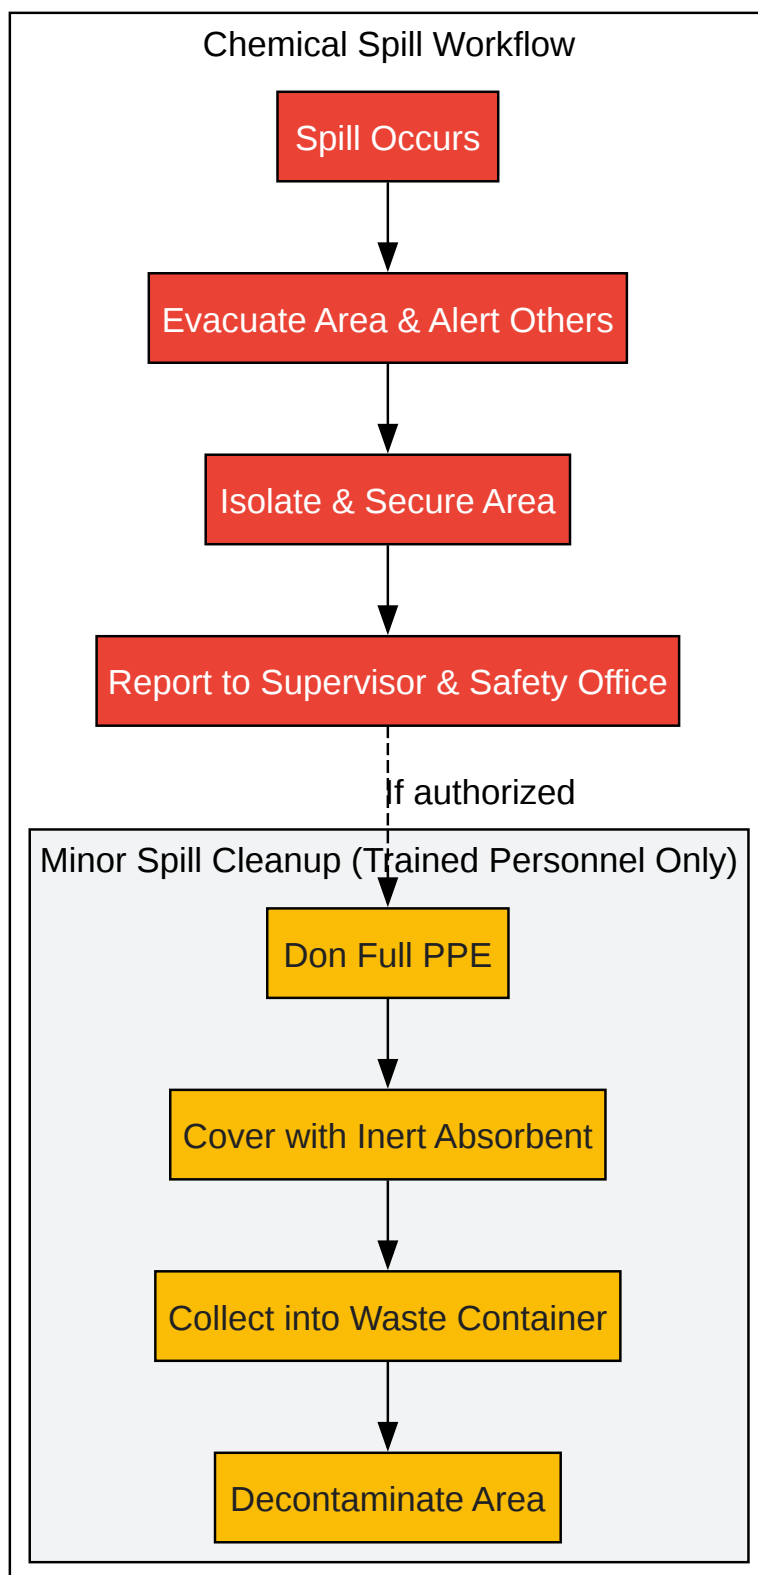 Chemical Spill Workflow
Spill Occurs
Evacuate Area & Alert Others
Isolate & Secure Area
Report to Supervisor & Safety Office
If authorized
Minor Spill Cleanup (Trained Personnel Only)
Don Full PPE
Cover with Inert Absorbent
Collect into Waste Container
Decontaminate Area